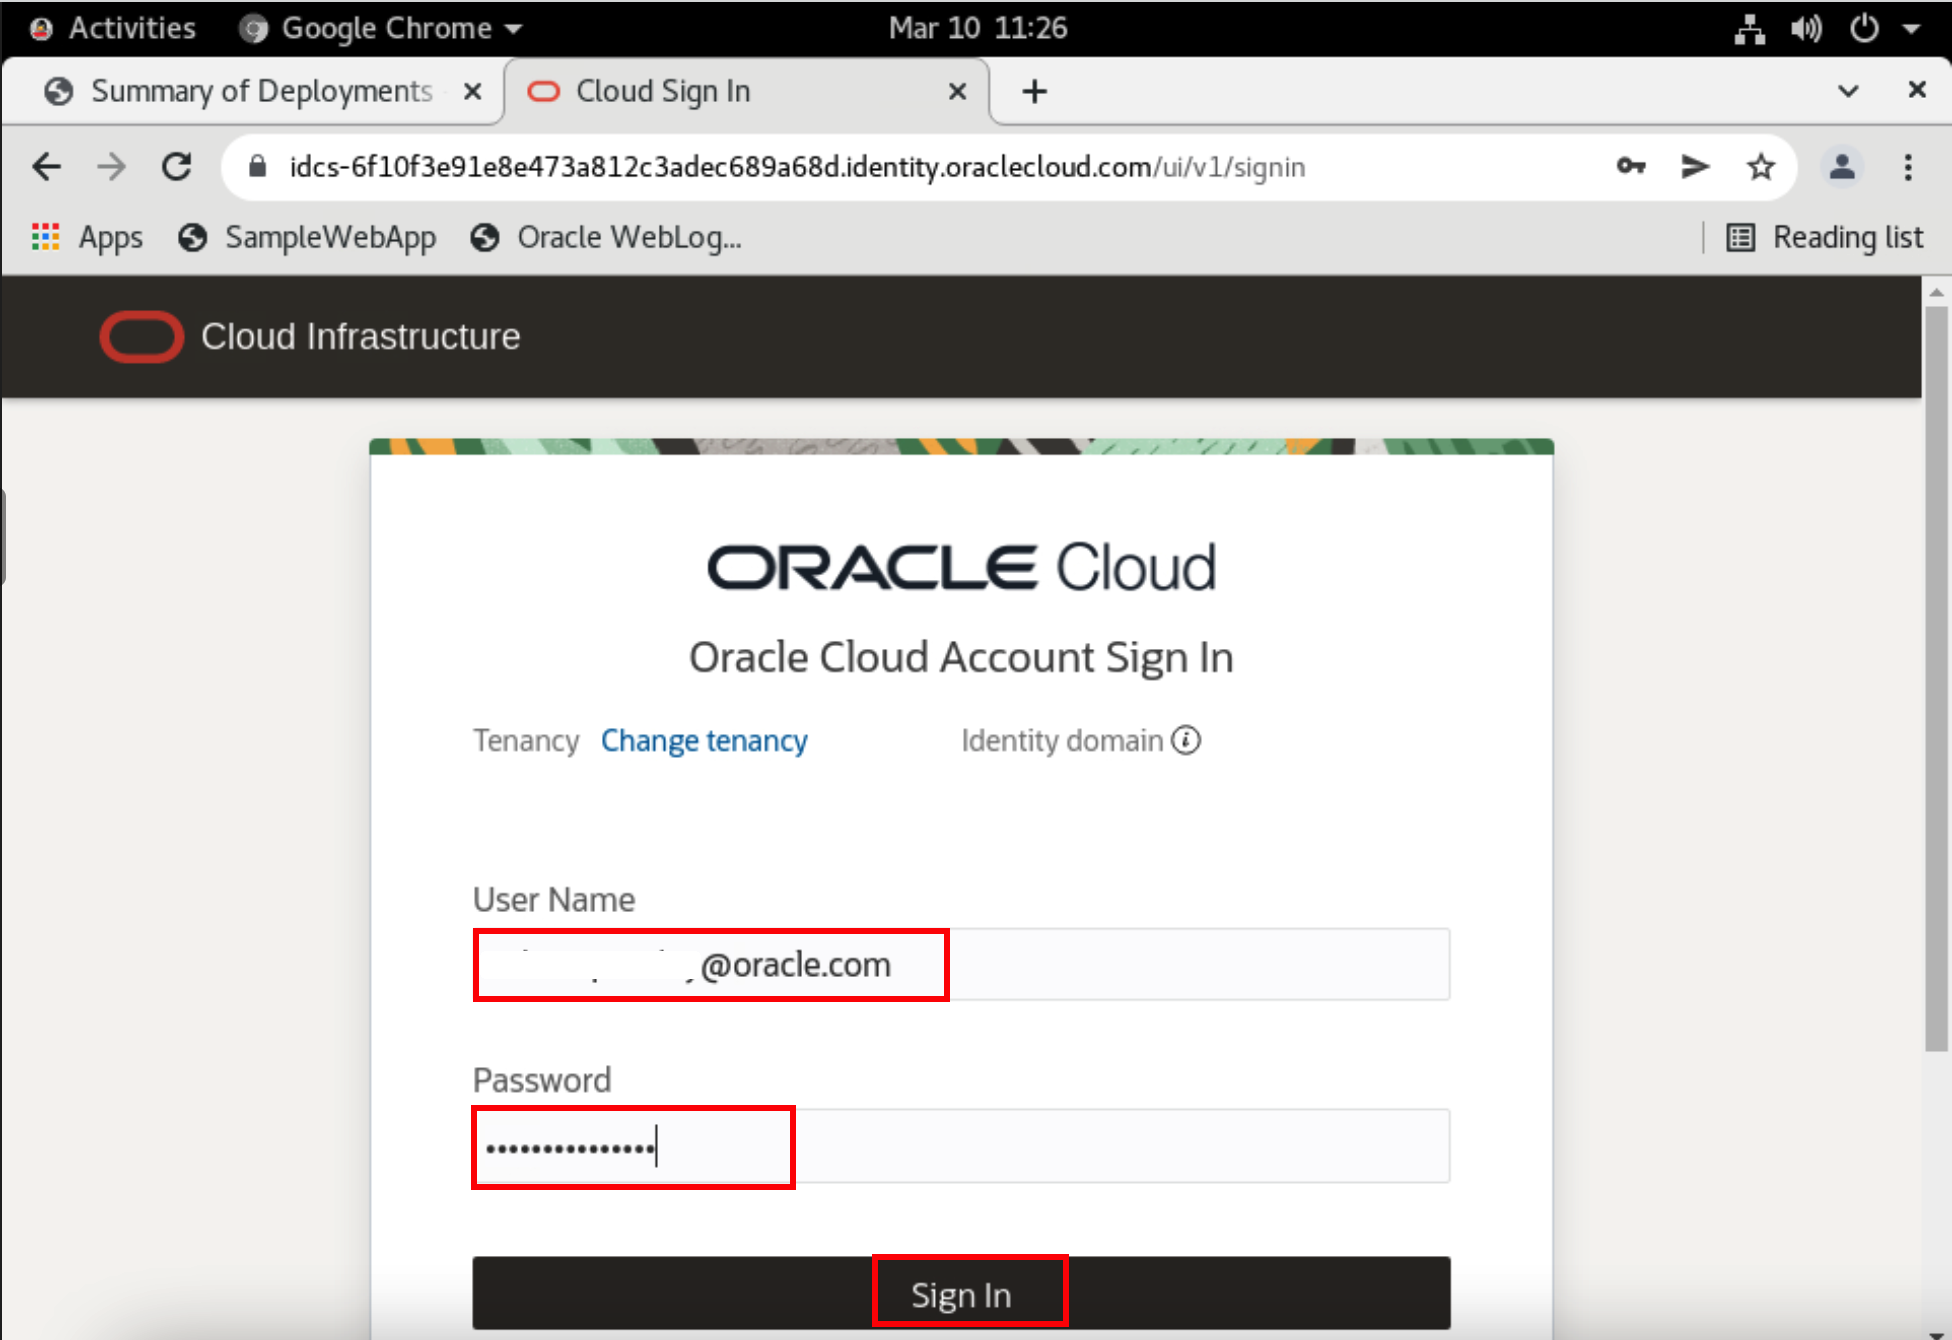 Activities Google Chrome Mar 10 11:26
Summary of Deployments Cloud Sign In
idcs-6f10f3e91e8e473a812c3adec689a68d.identity.oraclecloud.com/ui/v1/signin
Apps SampleWebApp Oracle WebLog... Reading list
Cloud Infrastructure
ORACLE Cloud
Oracle Cloud Account Sign In
Tenancy Change tenancy Identity domain
User Name
@oracle.com
Password
Sign In